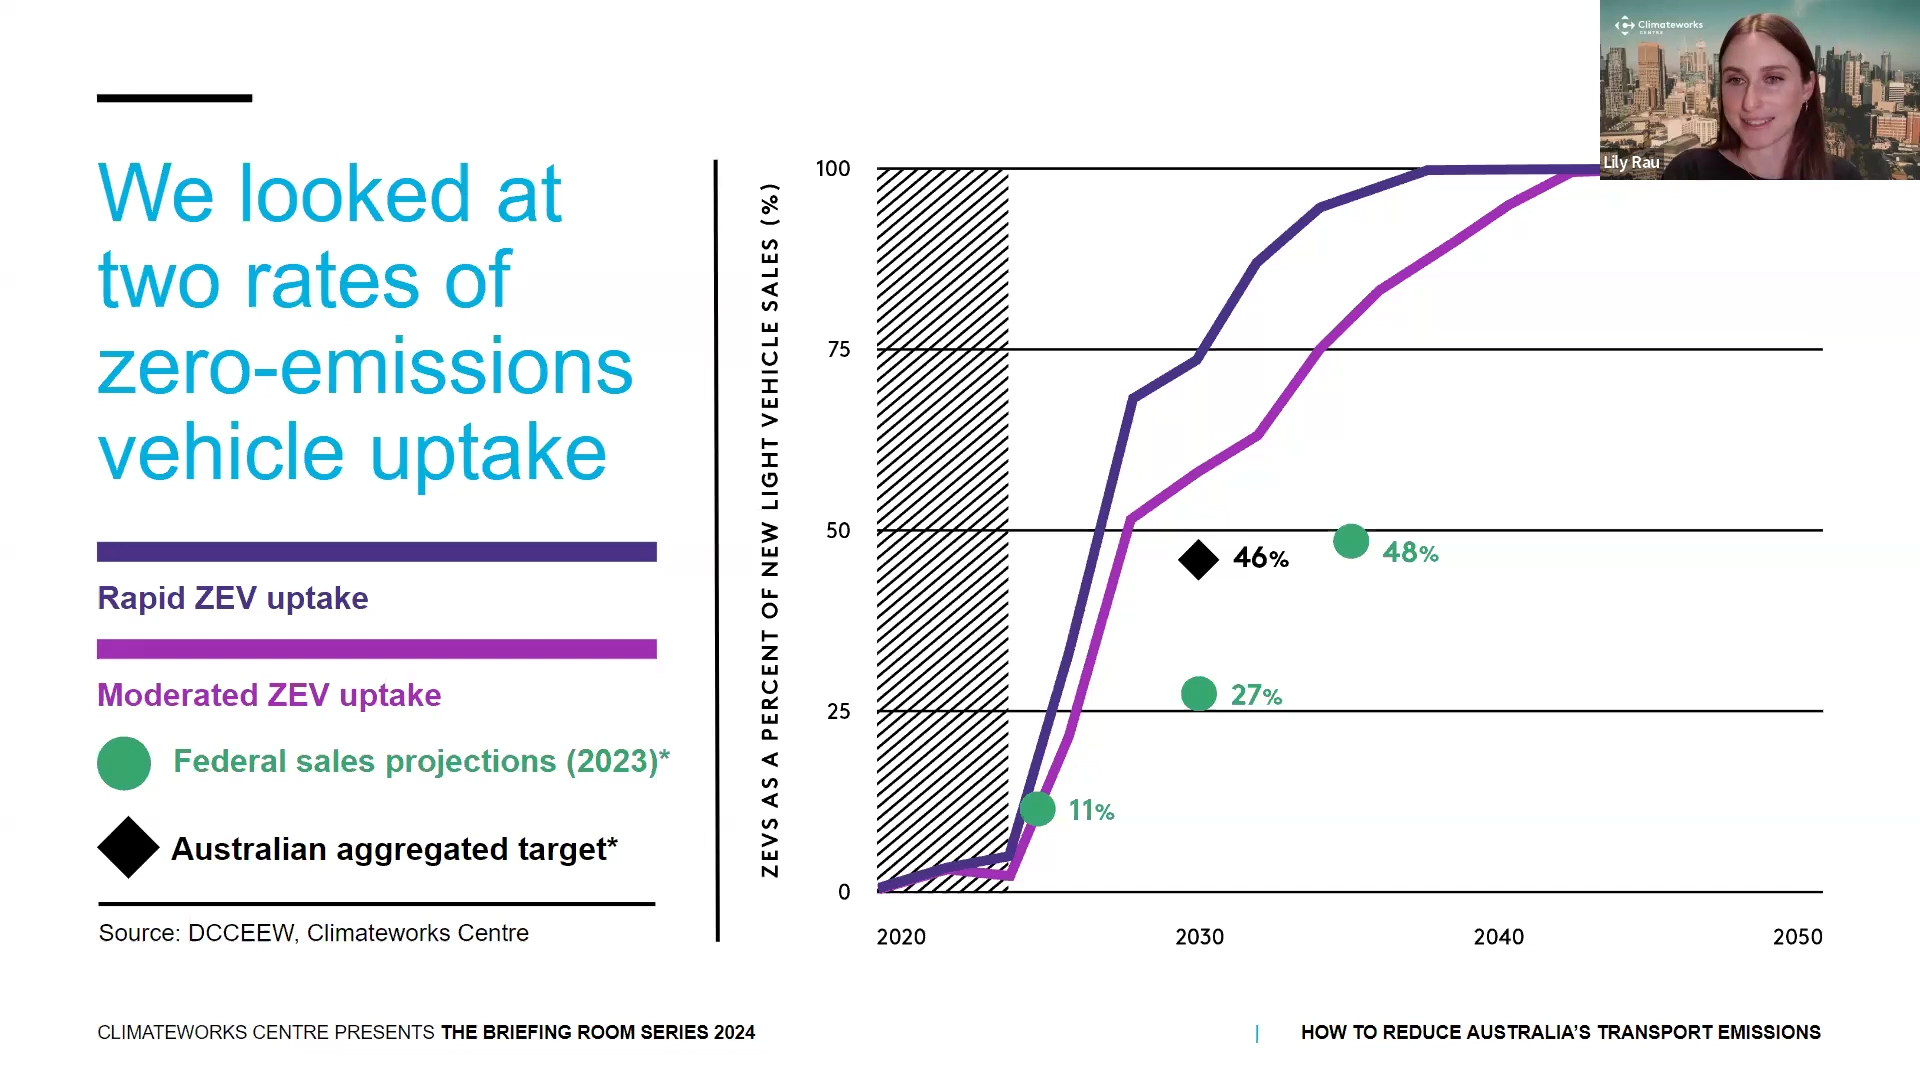 Climateworks
CENTRE
Lily Rau
We looked at
two rates of
zero-emissions
vehicle uptake
Rapid ZEV uptake
Moderated ZEV uptake
Federal sales projections (2023)*
Australian aggregated target*
Source: DCCEEW, Climateworks Centre
ZEVS AS A PERCENT OF NEW LIGHT VEHICLE SALES (%)
100
75
50
25
0
46%
48%
27%
11%
2020
2030
2040
2050
CLIMATEWORKS CENTRE PRESENTS THE BRIEFING ROOM SERIES 2024
| HOW TO REDUCE AUSTRALIA’S TRANSPORT EMISSIONS